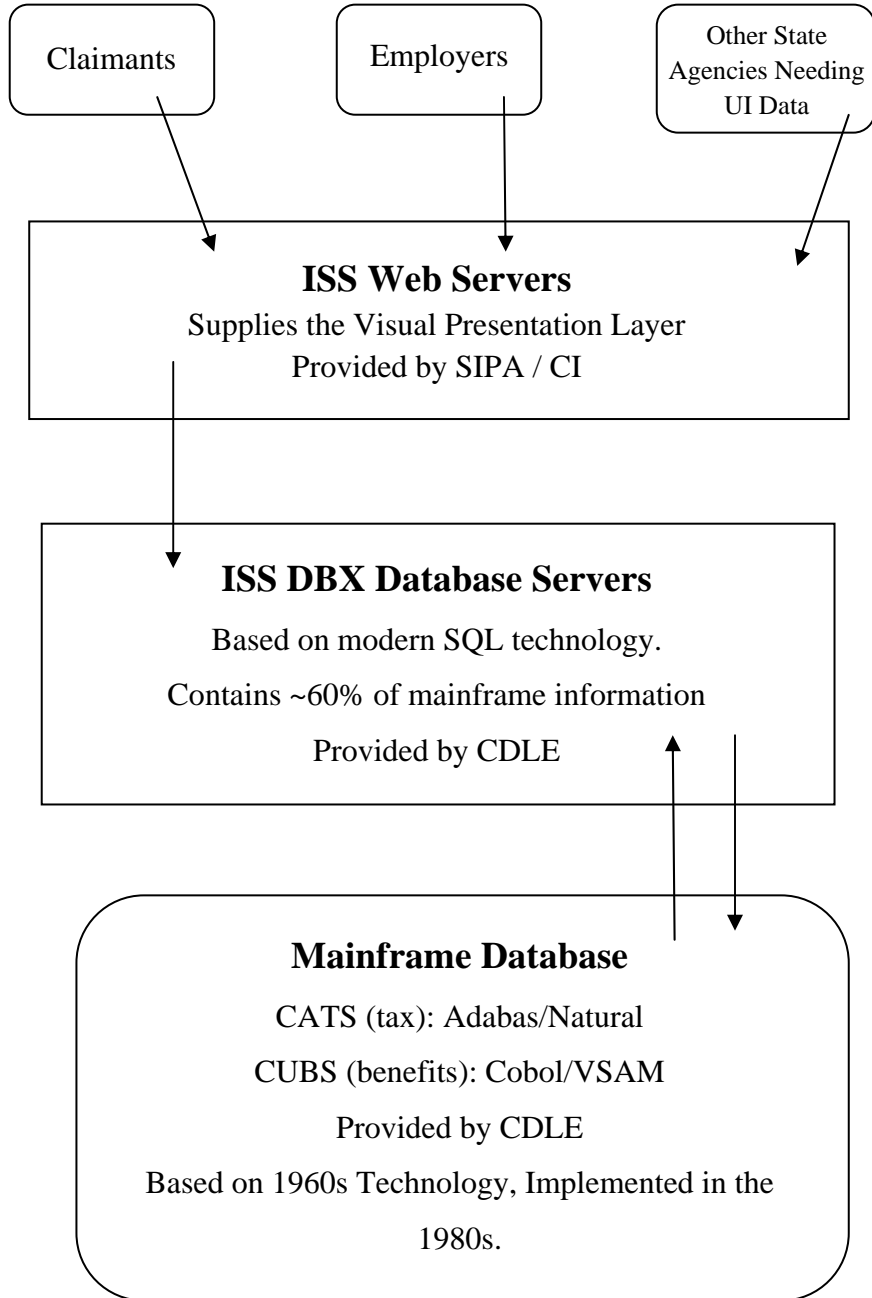 Claimants
Employers
Other State
Agencies Needing
UI Data
ISS Web Servers
Supplies the Visual Presentation Layer
Provided by SIPA / CI
ISS DBX Database Servers
Based on modern SQL technology.
Contains ~60% of mainframe information
Provided by CDLE
Mainframe Database
CATS (tax): Adabas/Natural
CUBS (benefits): Cobol/VSAM
Provided by CDLE
Based on 1960s Technology, Implemented in the
1980s.